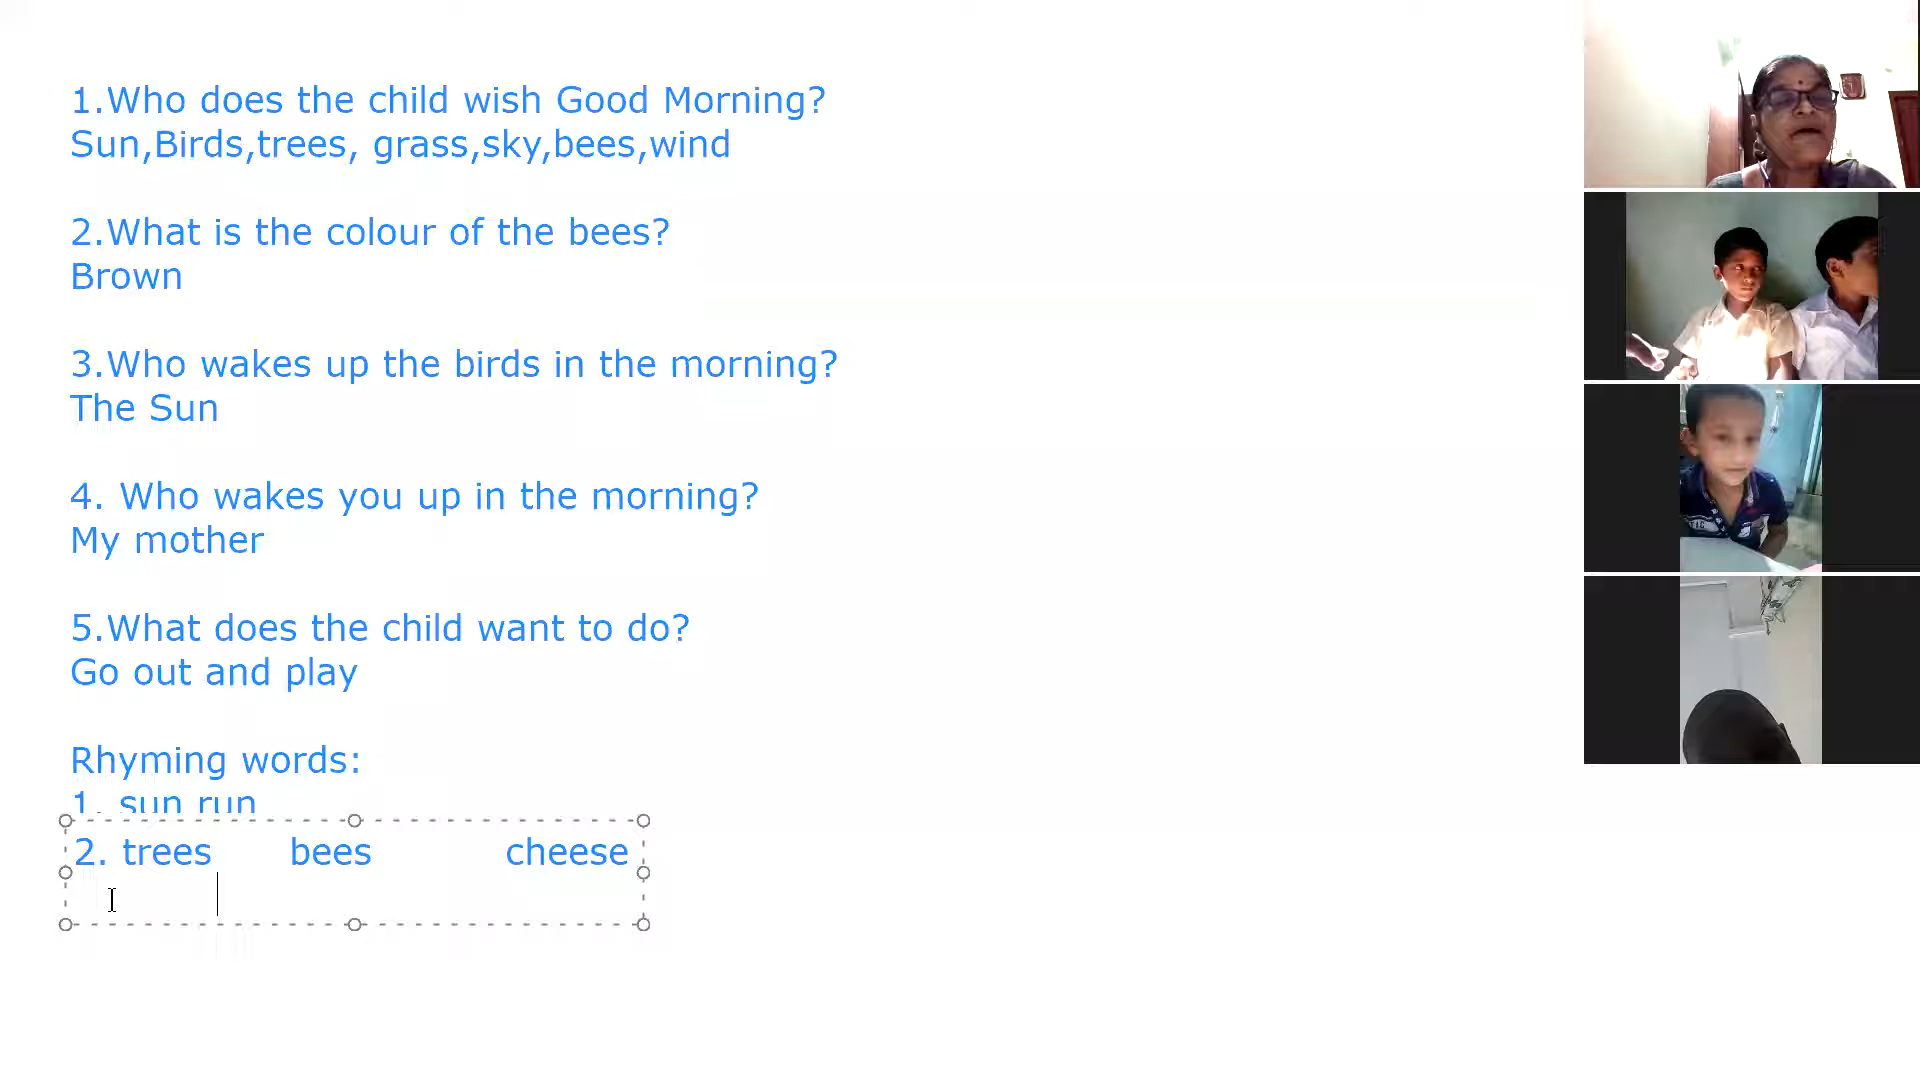 1.Who does the child wish Good Morning?
Sun,Birds,trees, grass,sky,bees,wind
2.What is the colour of the bees?
Brown
3.Who wakes up the birds in the morning?
The Sun
4. Who wakes you up in the morning?
My mother
5.What does the child want to do?
Go out and play
Rhyming words:
1. sun run
2. trees bees cheese